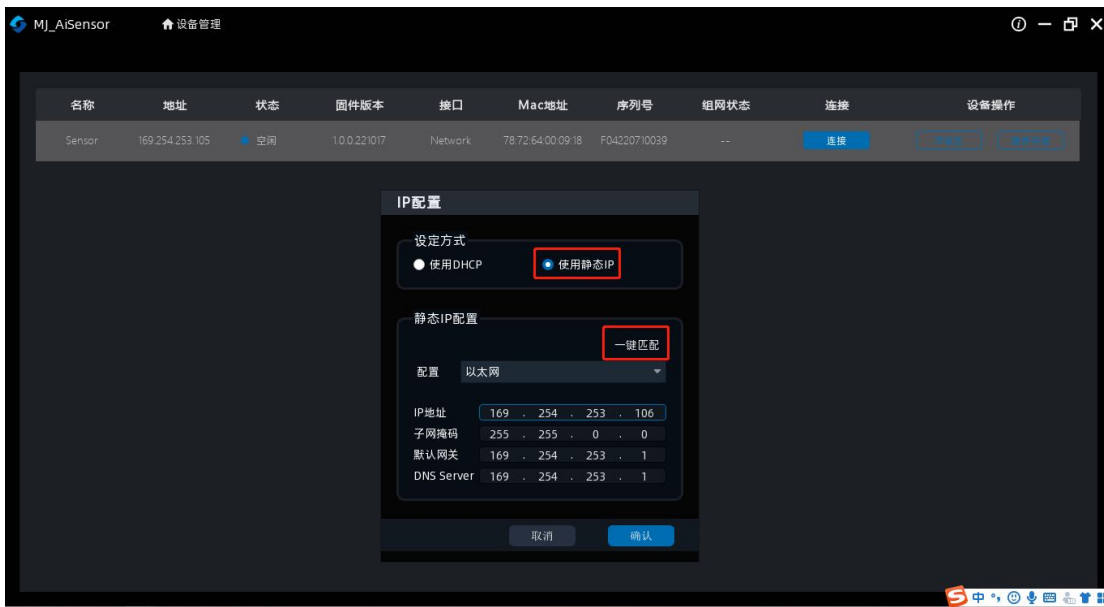 MJ_AiSensor 设备管理
名称 地址 状态 固件版本 接口 Mac地址 序列号 组网状态 连接 设备操作
Sensor 169.254.253.105 空闲 1.0.0.221017 Network 78:72:64:00:09:18 F04220710039 -- 连接
IP配置
设定方式
使用DHCP 使用静态IP
静态IP配置
一键匹配
配置 以太网
IP地址 169 . 254 . 253 . 106
子网掩码 255 . 255 . 0 . 0
默认网关 169 . 254 . 253 . 1
DNS Server 169 . 254 . 253 . 1
取消 确认
中